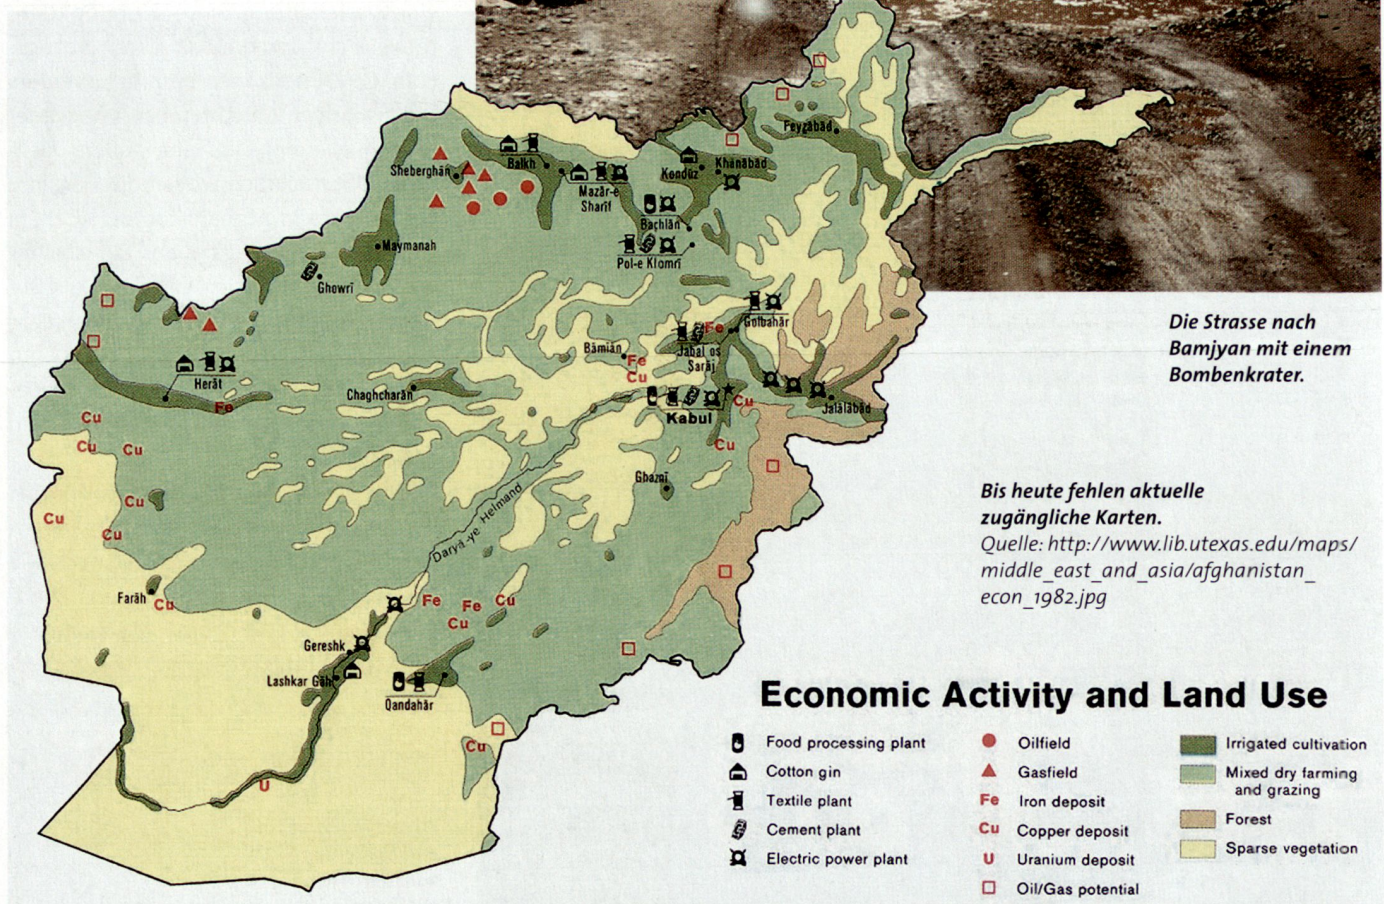 Feyzābād
Sheberghān
Balkh
Mazār-e
Sharīf
Kondūz
Khānābād
Baghlān
Pol-e Khomrī
Maymanah
Ghowrī
Golbahār
Fe
Jabal os
Sarāj
Bāmiān
Fe
Cu
Herāt
Fe
Chaghcharān
Kabul
Cu
Jalālābād
Cu
Cu
Cu
Cu
Cu
Cu
Cu
Ghaznī
Daryā-ye Helmand
Farāh
Cu
Fe
Fe
Cu
Cu
Gereshk
Lashkar Gāh
Qandahār
Cu
U
Die Strasse nach
Bamjyan mit einem
Bombenkrater.
Bis heute fehlen aktuelle
zugängliche Karten.
Quelle: http://www.lib.utexas.edu/maps/
middle_east_and_asia/afghanistan_
econ_1982.jpg
Economic Activity and Land Use
Food processing plant
Cotton gin
Textile plant
Cement plant
Electric power plant
Oilfield
Gasfield
Fe Iron deposit
Cu Copper deposit
U Uranium deposit
Oil/Gas potential
Irrigated cultivation
Mixed dry farming
and grazing
Forest
Sparse vegetation